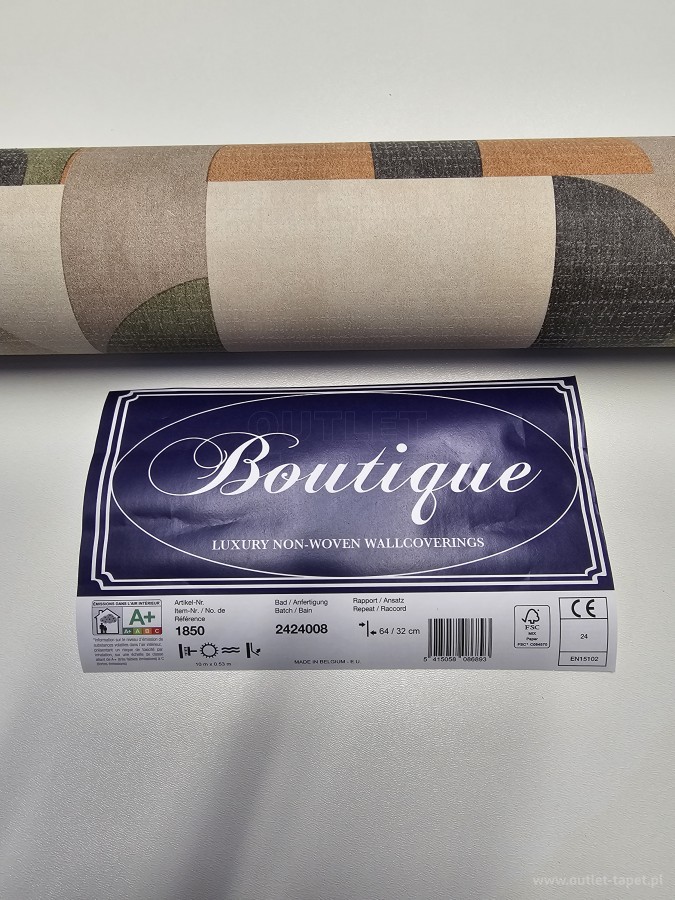 OUTLET
Boutique
LUXURY NON-WOVEN WALLCOVERINGS
ÉMISSIONS DANS L'AIR INTÉRIEUR*
A+
A+ A B C
Artikel-Nr.
Item-Nr. / No. de
Référence
1850
10 m x 0.53 m
Bad / Anfertigung
Batch / Bain
2424008
MADE IN BELGIUM - E.U.
Rapport / Ansatz
Repeat / Raccord
64 / 32 cm
5 415058 086893
FSC
MIX
Paper
CE
24
EN15102
www.outlet-tapet.pl